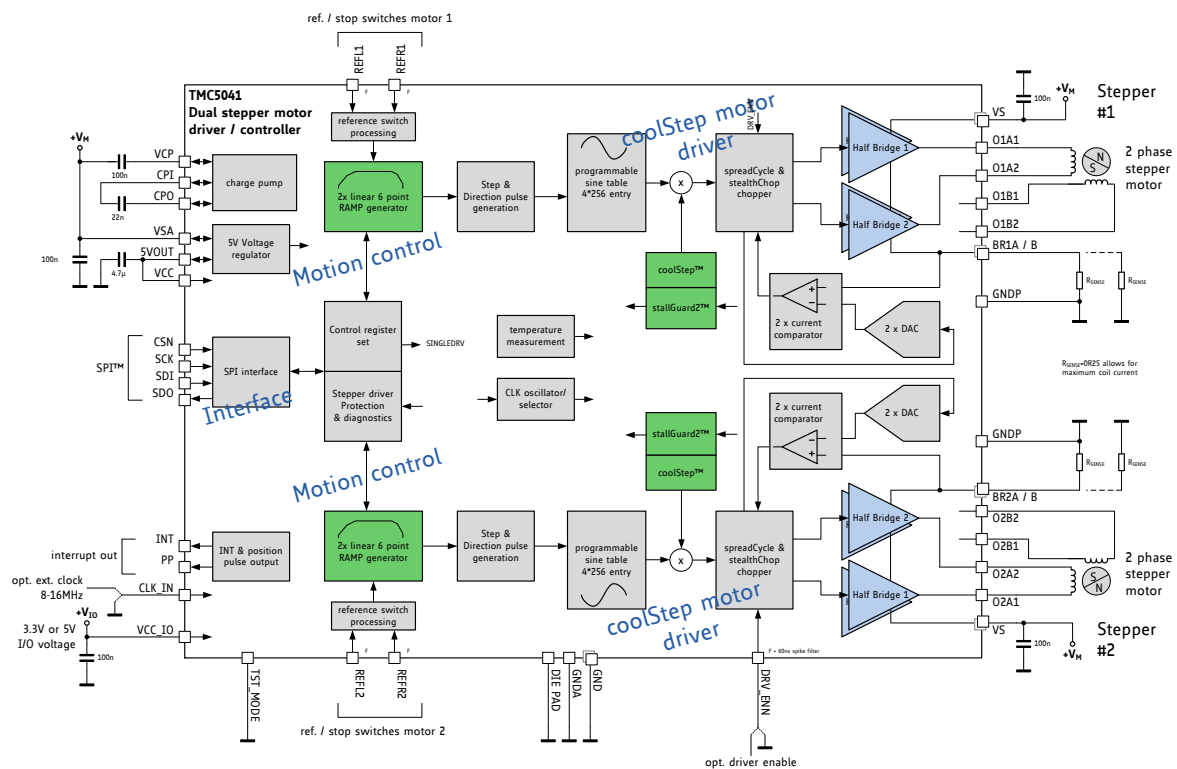 ref. / stop switches motor 1
REFL1
REFR1
F
F
TMC5041
Dual stepper motor
driver / controller
reference switch
processing
+VM
VCP
100n
CPI
CPO
22n
charge pump
VSA
5VOUT
VCC
100n
4.7µ
5V Voltage
regulator
2x linear 6 point
RAMP generator
Motion control
Step &
Direction pulse
generation
programmable
sine table
4*256 entry
x
coolStep motor
driver
spreadCycle &
stealthChop
chopper
Half Bridge 1
Half Bridge 2
VS
100n
+VM
Stepper
#1
O1A1
O1A2
O1B1
O1B2
N
S
2 phase
stepper
motor
BR1A / B
RSENSE
RSENSE
GNDP
coolStep™
stallGuard2™
+
-
-
2 x current
comparator
2 x DAC
RSENSE=0R25 allows for
maximum coil current
SPI™
CSN
SCK
SDI
SDO
SPI interface
Interface
Control register
set
SINGLEDRV
Stepper driver
Protection
& diagnostics
temperature
measurement
CLK oscillator/
selector
stallGuard2™
coolStep™
2 x current
comparator
-
-
+
2 x DAC
GNDP
RSENSE
RSENSE
BR2A / B
Motion control
interrupt out
INT
PP
INT & position
pulse output
opt. ext. clock
8-16MHz
CLK_IN
+VIO
3.3V or 5V
I/O voltage
VCC_IO
100n
2x linear 6 point
RAMP generator
Step &
Direction pulse
generation
programmable
sine table
4*256 entry
x
spreadCycle &
stealthChop
chopper
Half Bridge 2
Half Bridge 1
O2B2
O2B1
O2A2
O2A1
N
S
2 phase
stepper
motor
VS
100n
+VM
Stepper
#2
coolStep motor
driver
reference switch
processing
F
F
F = 60ns spike filter
TST_MODE
REFL2
REFR2
DIE PAD
GNDA
GND
DRV_ENN
ref. / stop switches motor 2
opt. driver enable